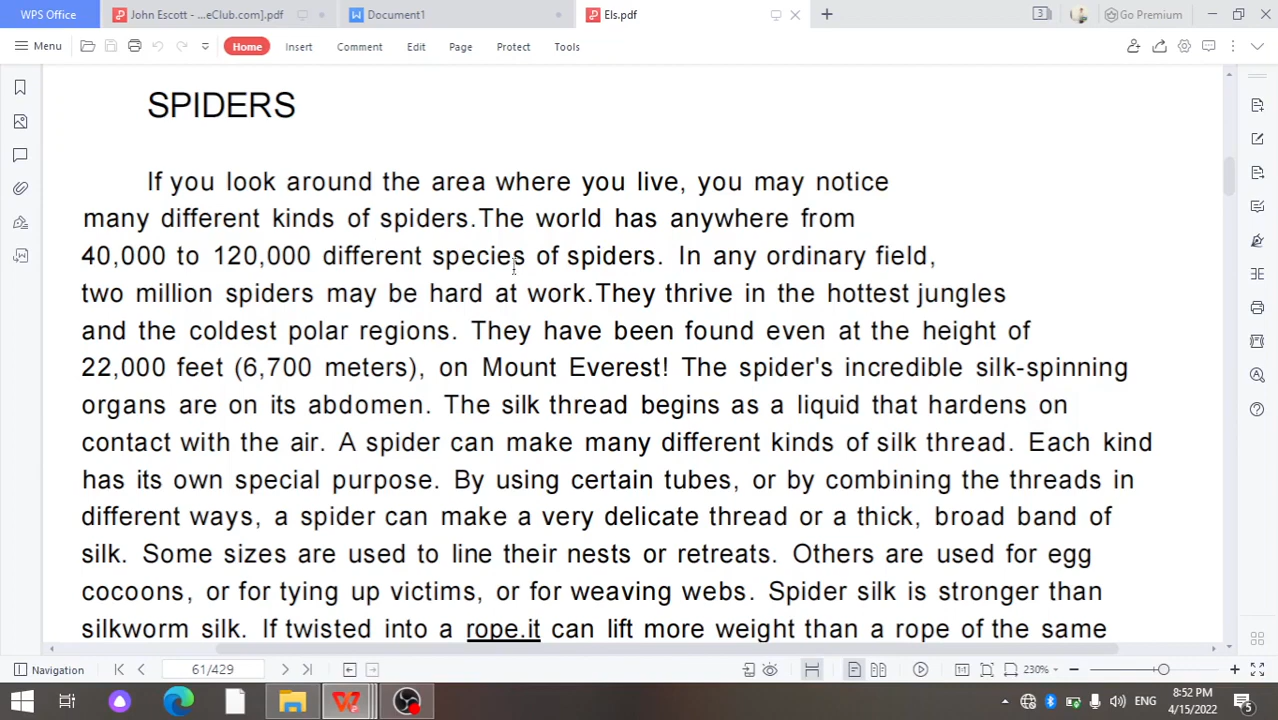 WPS Office
John Escott - ...eClub.com].pdf
Document1
Els.pdf
Go Premium
Menu
Home
Insert
Comment
Edit
Page
Protect
Tools
SPIDERS
If you look around the area where you live, you may notice
many different kinds of spiders.The world has anywhere from
40,000 to 120,000 different species of spiders. In any ordinary field,
two million spiders may be hard at work.They thrive in the hottest jungles
and the coldest polar regions. They have been found even at the height of
22,000 feet (6,700 meters), on Mount Everest! The spider's incredible silk-spinning
organs are on its abdomen. The silk thread begins as a liquid that hardens on
contact with the air. A spider can make many different kinds of silk thread. Each kind
has its own special purpose. By using certain tubes, or by combining the threads in
different ways, a spider can make a very delicate thread or a thick, broad band of
silk. Some sizes are used to line their nests or retreats. Others are used for egg
cocoons, or for tying up victims, or for weaving webs. Spider silk is stronger than
silkworm silk. If twisted into a rope.it can lift more weight than a rope of the same
Navigation
61/429
230%
8:52 PM
ENG
4/15/2022
5